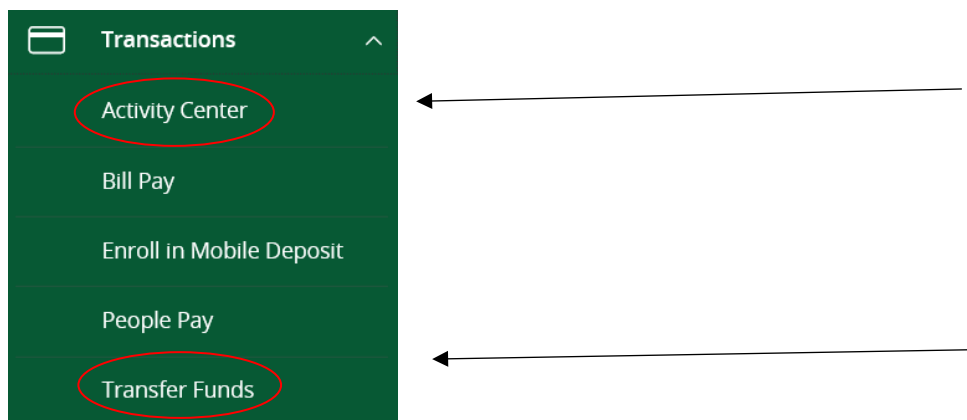 Transactions
Activity Center
Bill Pay
Enroll in Mobile Deposit
People Pay
Transfer Funds